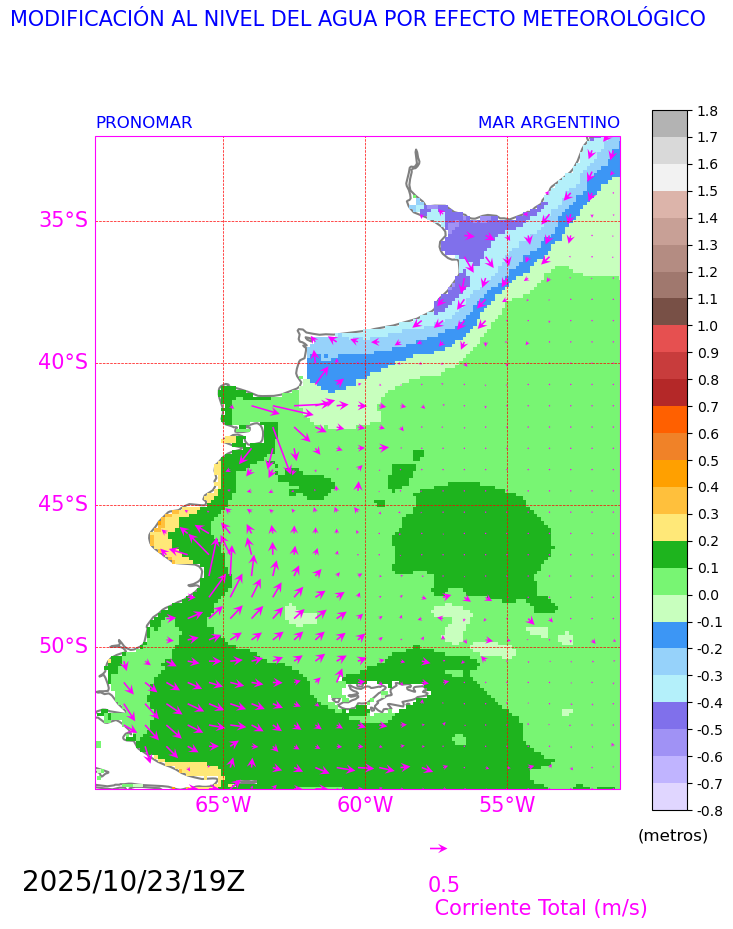 MODIFICACIÓN AL NIVEL DEL AGUA POR EFECTO METEOROLÓGICO
PRONOMAR
MAR ARGENTINO
1.8
1.7
1.6
1.5
1.4
1.3
1.2
1.1
1.0
0.9
0.8
0.7
0.6
0.5
0.4
0.3
0.2
0.1
0.0
-0.1
-0.2
-0.3
-0.4
-0.5
-0.6
-0.7
-0.8
(metros)
35°S
40°S
45°S
50°S
65°W
60°W
55°W
2025/10/23/19Z
0.5
Corriente Total (m/s)